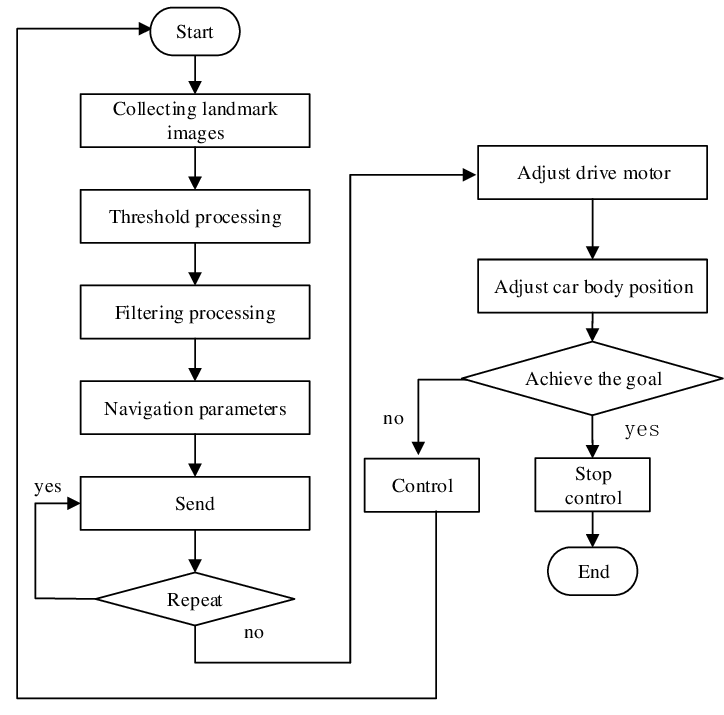 Start
Collecting landmark
images
Threshold processing
Filtering processing
Navigation parameters
yes
Send
Repeat
no
Adjust drive motor
Adjust car body position
Achieve the goal
no
yes
Control
Stop
control
End